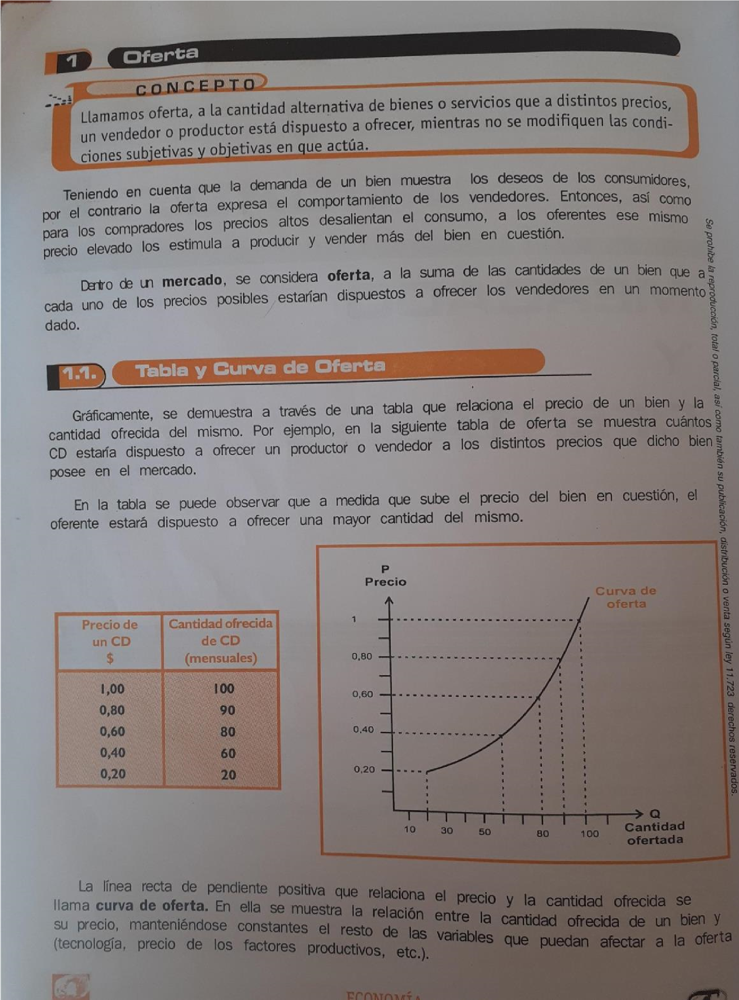 1 Oferta
CONCEPTO
Llamamos oferta, a la cantidad alternativa de bienes o servicios que a distintos precios,
un vendedor o productor está dispuesto a ofrecer, mientras no se modifiquen las condi-
ciones subjetivas y objetivas en que actúa.
Teniendo en cuenta que la demanda de un bien muestra los deseos de los consumidores,
por el contrario la oferta expresa el comportamiento de los vendedores. Entonces, así como
para los compradores los precios altos desalientan el consumo, a los oferentes ese mismo
precio elevado los estimula a producir y vender más del bien en cuestión.
Dentro de un mercado, se considera oferta, a la suma de las cantidades de un bien que a
cada uno de los precios posibles estarían dispuestos a ofrecer los vendedores en un momento
dado.
1.1. Tabla y Curva de Oferta
Gráficamente, se demuestra a través de una tabla que relaciona el precio de un bien y la
cantidad ofrecida del mismo. Por ejemplo, en la siguiente tabla de oferta se muestra cuántos
CD estaría dispuesto a ofrecer un productor o vendedor a los distintos precios que dicho bien
posee en el mercado.
En la tabla se puede observar que a medida que sube el precio del bien en cuestión, el
oferente estará dispuesto a ofrecer una mayor cantidad del mismo.
Precio de
un CD
$
Cantidad ofrecida
de CD
(mensuales)
1,00 100
0,80 90
0,60 80
0,40 60
0,20 20
P
Precio
Curva de
oferta
1
0,80
0,60
0,40
0,20
10 30 50 80 100
Q
Cantidad
ofertada
La línea recta de pendiente positiva que relaciona el precio y la cantidad ofrecida se
llama curva de oferta. En ella se muestra la relación entre la cantidad ofrecida de un bien y
su precio, manteniéndose constantes el resto de las variables que puedan afectar a la oferta
(tecnología, precio de los factores productivos, etc.).
ECONOMÍA
Se prohíbe la reproducción, total o parcial, así como también su publicación, distribución o venta según ley 11.723 derechos reservados.